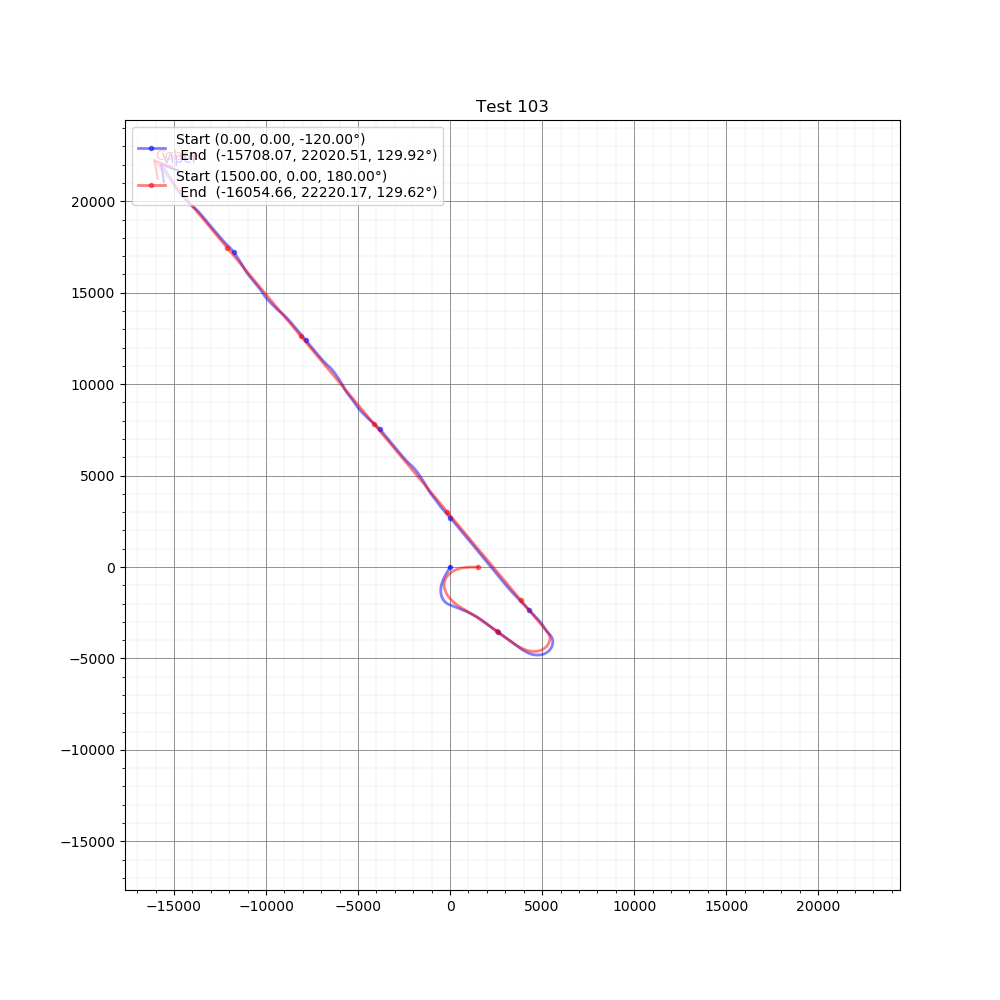 Test 103
Start (0.00, 0.00, -120.00°)
End  (-15708.07, 22020.51, 129.92°)
Start (1500.00, 0.00, 180.00°)
End  (-16054.66, 22220.17, 129.62°)
20000
15000
10000
5000
0
−5000
−10000
−15000
−15000 −10000 −5000 0 5000 10000 15000 20000